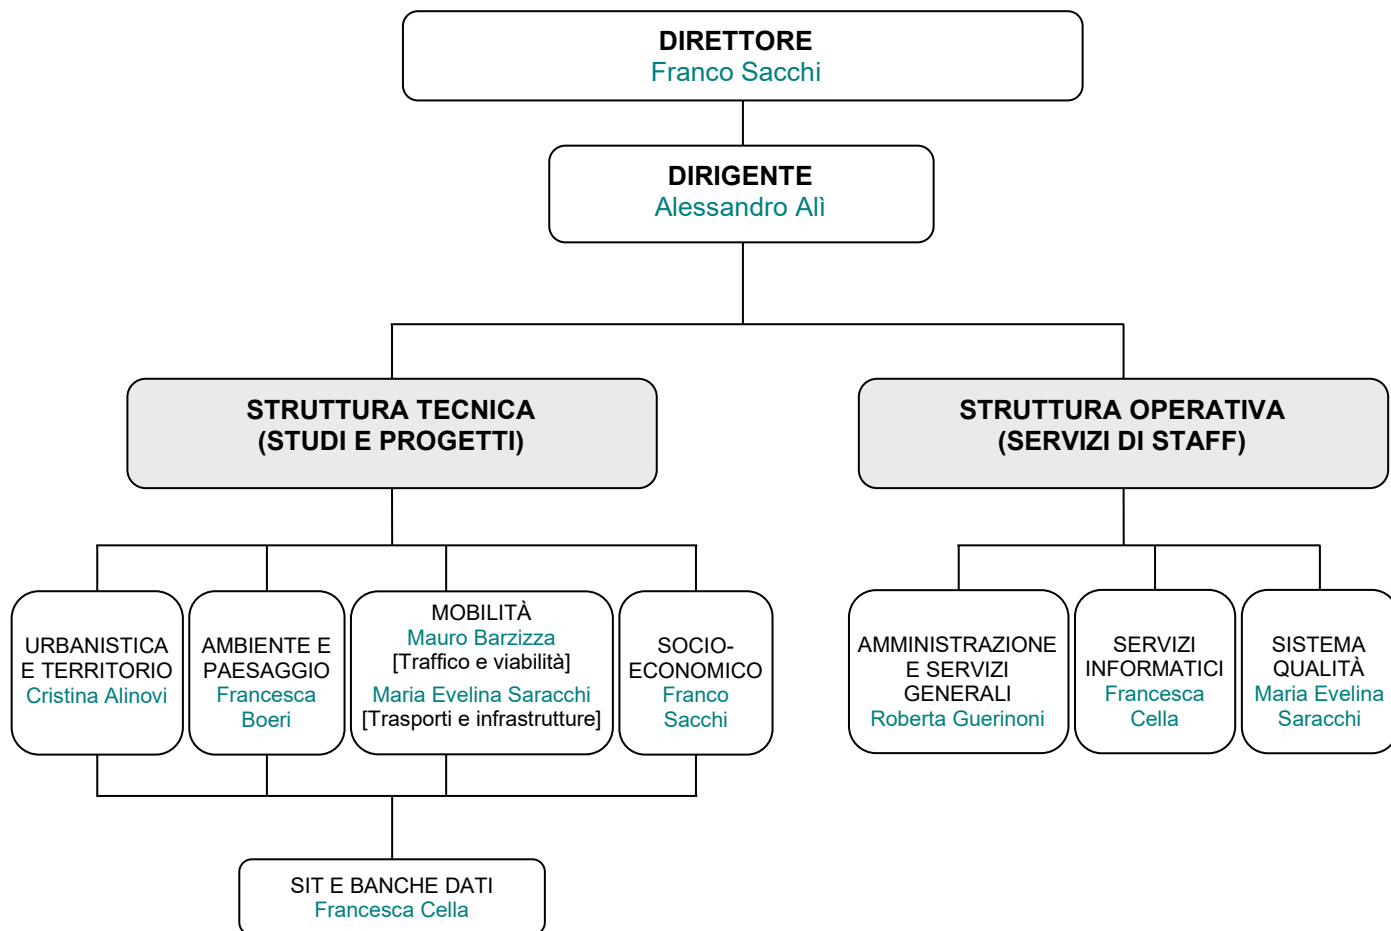 DIRETTORE
Franco Sacchi
DIRIGENTE
Alessandro Alì
STRUTTURA TECNICA
(STUDI E PROGETTI)
STRUTTURA OPERATIVA
(SERVIZI DI STAFF)
URBANISTICA
E TERRITORIO
Cristina Alinovi
AMBIENTE E
PAESAGGIO
Francesca
Boeri
MOBILITÀ
Mauro Barzizza
[Traffico e viabilità]
Maria Evelina Saracchi
[Trasporti e infrastrutture]
SOCIO-
ECONOMICO
Franco
Sacchi
AMMINISTRAZIONE
E SERVIZI
GENERALI
Roberta Guerinoni
SERVIZI
INFORMATICI
Francesca
Cella
SISTEMA
QUALITÀ
Maria Evelina
Saracchi
SIT E BANCHE DATI
Francesca Cella